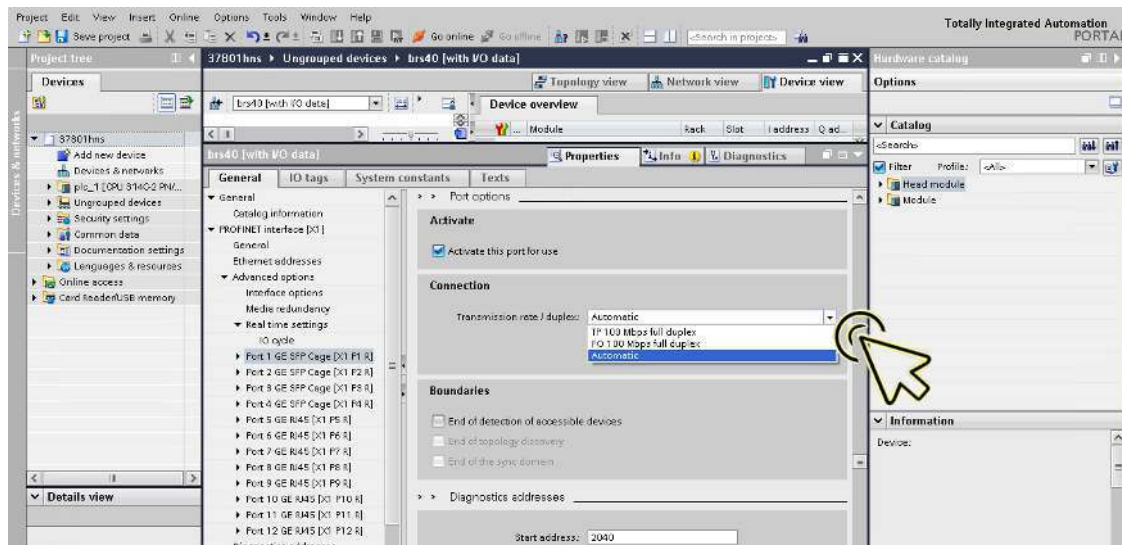 Project Edit View Insert Online Options Tools Window Help
Totally Integrated Automation
PORTAL
Save project Go online Go offline <Search in project>
Project tree
37801hns ▸ Ungrouped devices ▸ brs40 [with I/O data]
Hardware catalog
Devices
Topology view Network view Device view
Options
brs40 [with I/O data]
Device overview
Module Rack Slot I address Q ad...
Catalog
<Search>
Filter Profile: <All>
Head module
Module
Devices & networks
37801hns
Add new device
Devices & networks
plc_1 [CPU 314C-2 PN/...
Ungrouped devices
Security settings
Common data
Documentation settings
Languages & resources
Online access
Card Reader/USB memory
Details view
brs40 [with I/O data]
Properties Info Diagnostics
General IO tags System constants Texts
General
Catalog information
PROFINET interface [X1]
General
Ethernet addresses
Advanced options
Interface options
Media redundancy
Real time settings
IO cycle
Port 1 GE SFP Cage [X1 P1 R]
Port 2 GE SFP Cage [X1 P2 R]
Port 3 GE SFP Cage [X1 P3 R]
Port 4 GE SFP Cage [X1 P4 R]
Port 5 GE RJ45 [X1 P5 R]
Port 6 GE RJ45 [X1 P6 R]
Port 7 GE RJ45 [X1 P7 R]
Port 8 GE RJ45 [X1 P8 R]
Port 9 GE RJ45 [X1 P9 R]
Port 10 GE RJ45 [X1 P10 R]
Port 11 GE RJ45 [X1 P11 R]
Port 12 GE RJ45 [X1 P12 R]
> > Port options
Activate
Activate this port for use
Connection
Transmission rate / duplex: Automatic
TP 100 Mbps full duplex
FO 100 Mbps full duplex
Automatic
Boundaries
End of detection of accessible devices
End of topology discovery
End of the sync domain
> > Diagnostics addresses
Start address: 2040
Information
Device: